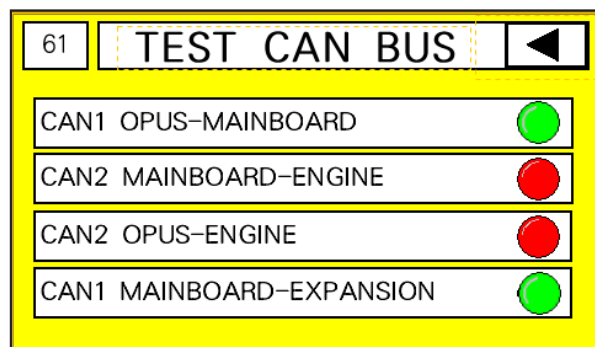 61 TEST CAN BUS
CAN1 OPUS-MAINBOARD
CAN2 MAINBOARD-ENGINE
CAN2 OPUS-ENGINE
CAN1 MAINBOARD-EXPANSION